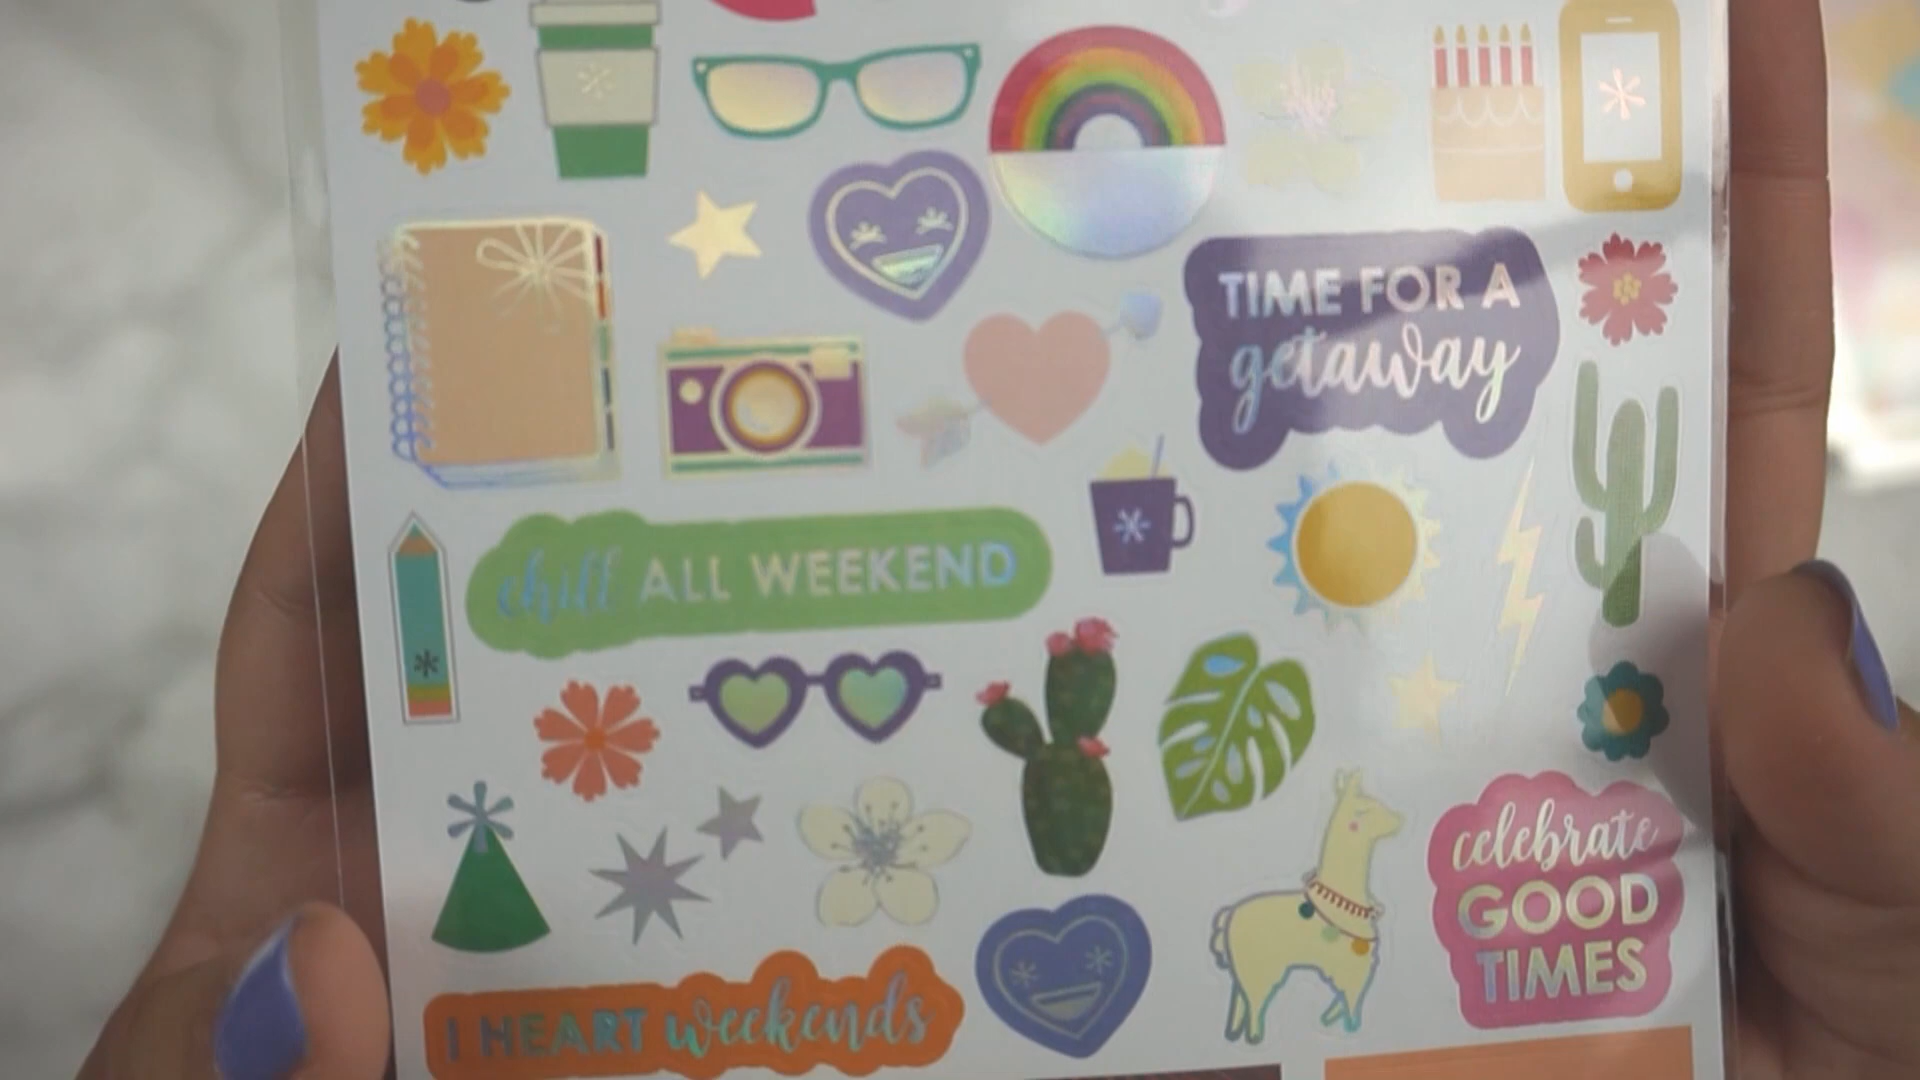 TIME FOR A
getaway
chill ALL WEEKEND
celebrate
GOOD
TIMES
I HEART weekends